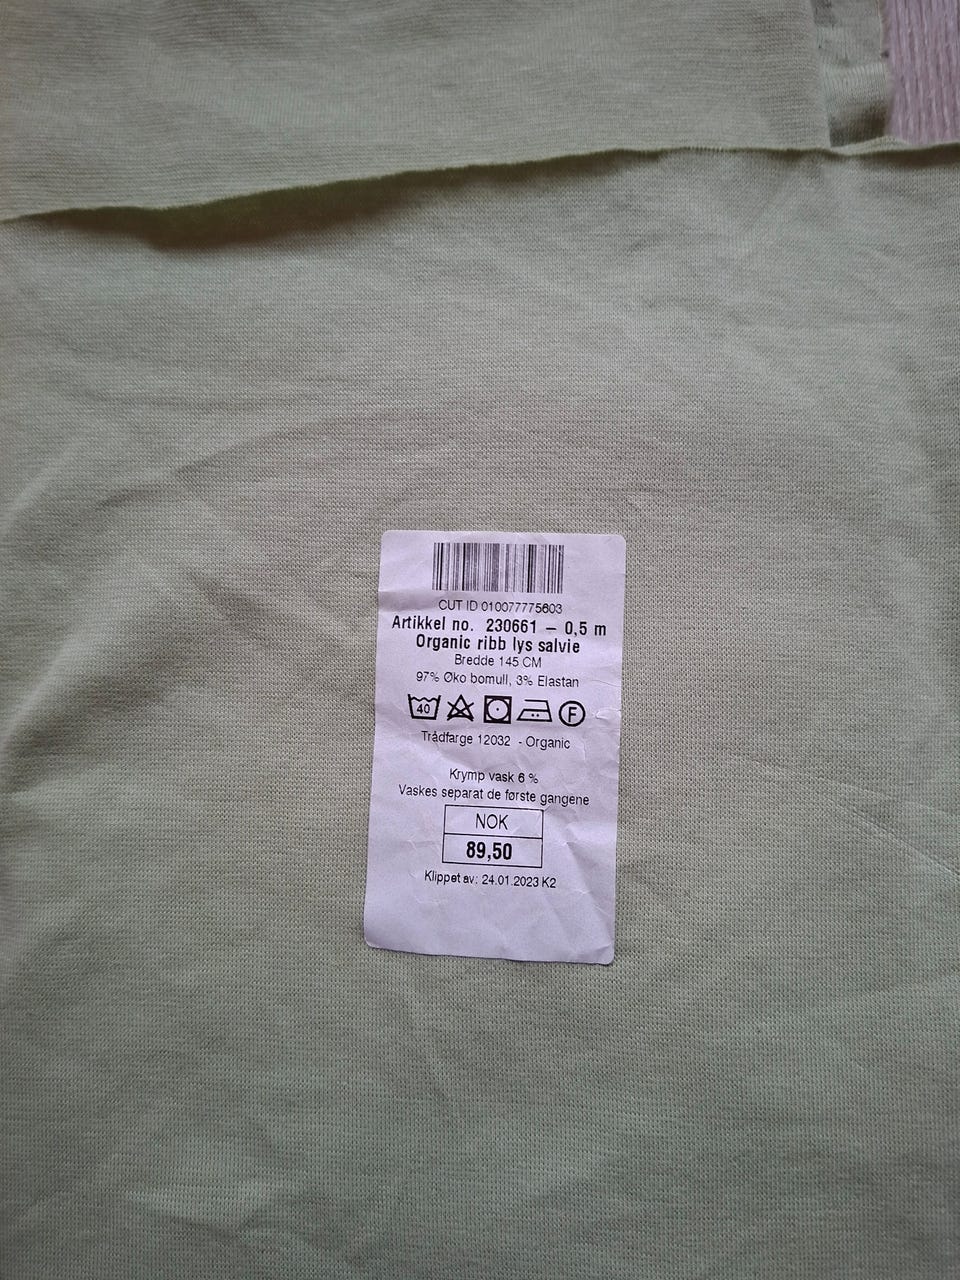 CUT ID 010077775603
Artikkel no. 230661 – 0,5 m
Organic ribb lys salvie
Bredde 145 CM
97% Øko bomull, 3% Elastan
40 F
Trådfarge 12032 - Organic
Krymp vask 6 %
Vaskes separat de første gangene
NOK
89,50
Klippet av: 24.01.2023 K2